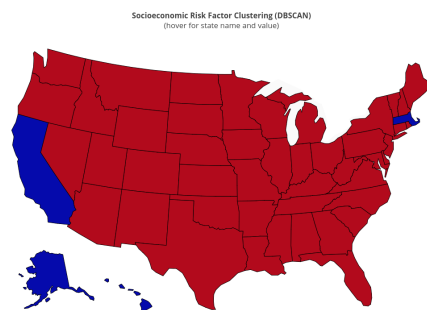 Socioeconomic Risk Factor Clustering (DBSCAN)
(hover for state name and value)